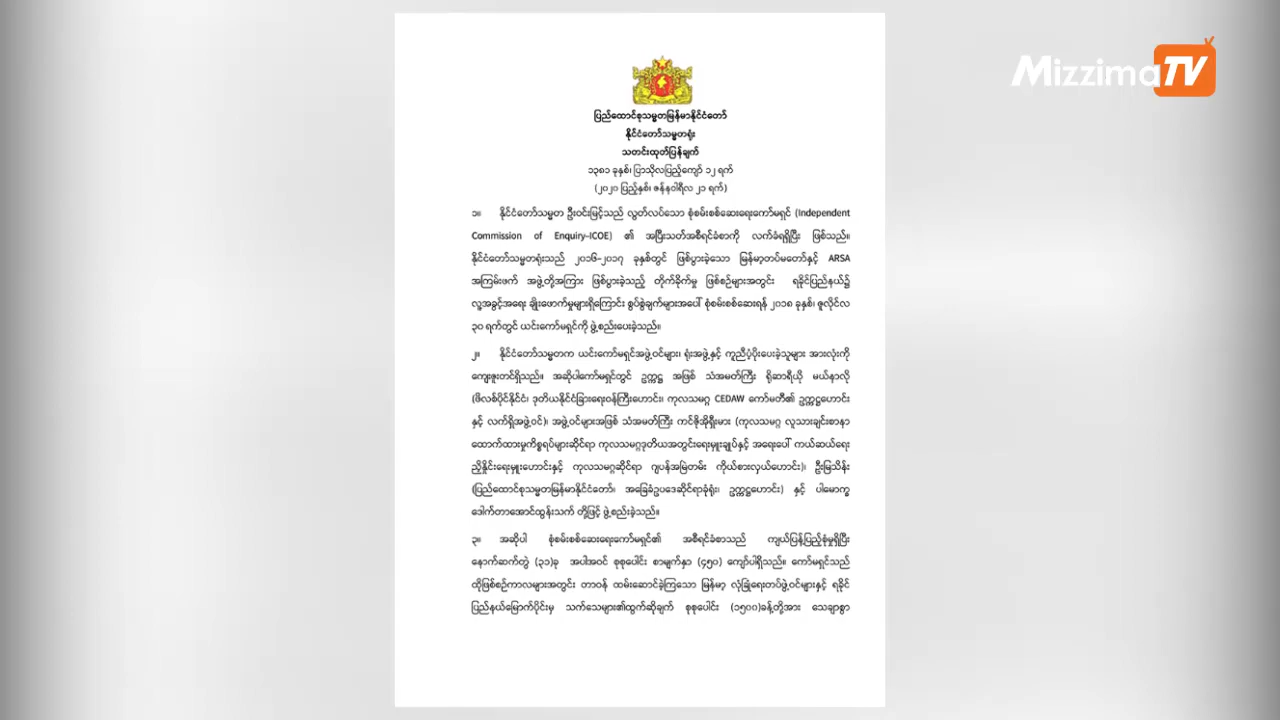 Mizzima TV
ပြည်ထောင်စုသမ္မတမြန်မာနိုင်ငံတော်
နိုင်ငံတော်သမ္မတရုံး
သတင်းထုတ်ပြန်ချက်
၁၃၈၁ ခုနှစ်၊ ပြာသိုလပြည့်ကျော် ၁၂ ရက်
(၂၀၂၀ ပြည့်နှစ်၊ ဇန်နဝါရီလ ၂၁ ရက်)
၁။ နိုင်ငံတော်သမ္မတ ဦးဝင်းမြင့်သည် လွတ်လပ်သော စုံစမ်းစစ်ဆေးရေးကော်မရှင် (Independent
Commission of Enquiry-ICOE) ၏ အပြီးသတ်အစီရင်ခံစာကို လက်ခံရရှိပြီး ဖြစ်သည်။
နိုင်ငံတော်သမ္မတရုံးသည် ၂၀၁၆-၂၀၁၇ ခုနှစ်တွင် ဖြစ်ပွားခဲ့သော မြန်မာ့တပ်မတော်နှင့် ARSA
အကြမ်းဖက် အဖွဲ့တို့အကြား ဖြစ်ပွားခဲ့သည့် တိုက်ခိုက်မှု ဖြစ်စဉ်များအတွင်း ရခိုင်ပြည်နယ်၌
လူ့အခွင့်အရေး ချိုးဖောက်မှုများရှိကြောင်း စွပ်စွဲချက်များအပေါ် စုံစမ်းစစ်ဆေးရန် ၂၀၁၈ ခုနှစ်၊ ဇူလိုင်လ
၃၀ ရက်တွင် ယင်းကော်မရှင်ကို ဖွဲ့စည်းပေးခဲ့သည်။
၂။ နိုင်ငံတော်သမ္မတက ယင်းကော်မရှင်အဖွဲ့ဝင်များ၊ ရုံးအဖွဲ့နှင့် ကူညီပံ့ပိုးပေးခဲ့သူများ အားလုံးကို
ကျေးဇူးတင်ရှိသည်။ အဆိုပါကော်မရှင်တွင် ဥက္ကဋ္ဌ အဖြစ် သံအမတ်ကြီး ရိုဆာရီယို မယ်နာလို
(ဖိလစ်ပိုင်နိုင်ငံ၊ ဒုတိယနိုင်ငံခြားရေးဝန်ကြီးဟောင်း၊ ကုလသမဂ္ဂ CEDAW ကော်မတီ၏ ဥက္ကဋ္ဌဟောင်း
နှင့် လက်ရှိအဖွဲ့ဝင်)၊ အဖွဲ့ဝင်များအဖြစ် သံအမတ်ကြီး ကင်ဇိုအိုရှီးမား (ကုလသမဂ္ဂ လူသားချင်းစာနာ
ထောက်ထားမှုကိစ္စရပ်များဆိုင်ရာ ကုလသမဂ္ဂဒုတိယအတွင်းရေးမှူးချုပ်နှင့် အရေးပေါ် ကယ်ဆယ်ရေး
ညှိနှိုင်းရေးမှူးဟောင်းနှင့် ကုလသမဂ္ဂဆိုင်ရာ ဂျပန်အမြဲတမ်း ကိုယ်စားလှယ်ဟောင်း)၊ ဦးမြသိန်း
(ပြည်ထောင်စုသမ္မတမြန်မာနိုင်ငံတော်၊ အခြေခံဥပဒေဆိုင်ရာခုံရုံး၊ ဥက္ကဋ္ဌဟောင်း) နှင့် ပါမောက္ခ
ဒေါက်တာအောင်ထွန်းသက် တို့ဖြင့် ဖွဲ့စည်းခဲ့သည်။
၃။ အဆိုပါ စုံစမ်းစစ်ဆေးရေးကော်မရှင်၏ အစီရင်ခံစာသည် ကျယ်ပြန့်ပြည့်စုံမှုရှိပြီး
နောက်ဆက်တွဲ (၃၁)ခု အပါအဝင် စုစုပေါင်း စာမျက်နှာ (၄၅၀) ကျော်ပါရှိသည်။ ကော်မရှင်သည်
ထိုဖြစ်စဉ်ကာလများအတွင်း တာဝန် ထမ်းဆောင်ခဲ့ကြသော မြန်မာ့ လုံခြုံရေးတပ်ဖွဲ့ဝင်များနှင့် ရခိုင်
ပြည်နယ်မြောက်ပိုင်းမှ သက်သေများ၏ထွက်ဆိုချက် စုစုပေါင်း (၁၅၀၀)ခန့်တို့အား သေချာစွာ